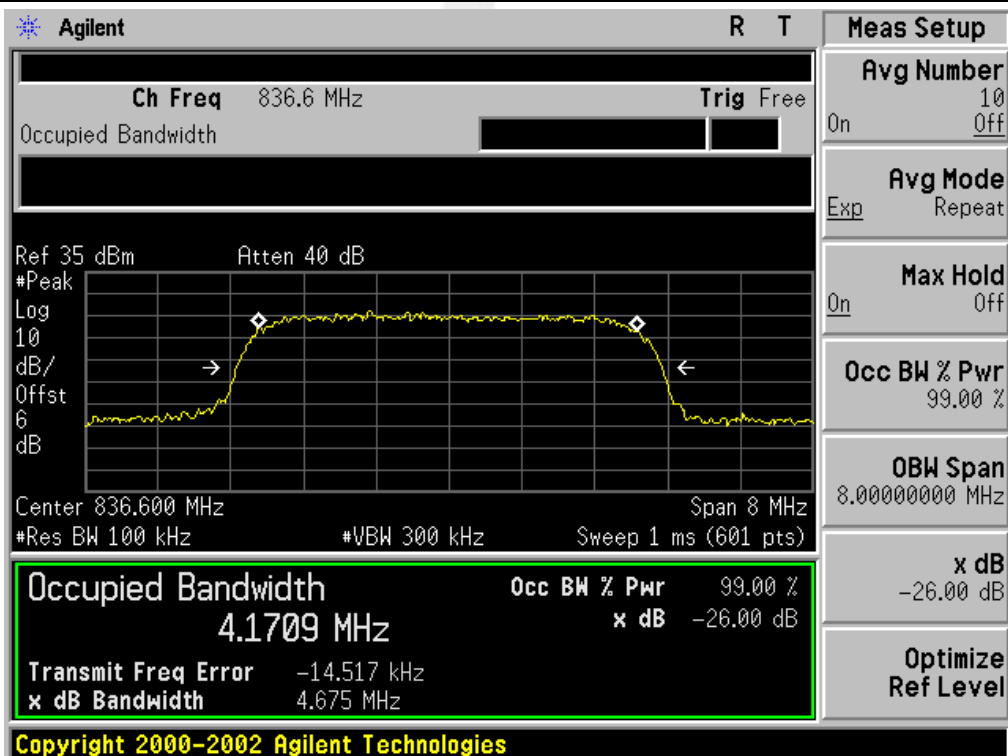 Agilent R T
Ch Freq 836.6 MHz Trig Free
Occupied Bandwidth
Ref 35 dBm Atten 40 dB
#Peak
Log
10
dB/
Offst
6
dB
Center 836.600 MHz Span 8 MHz
#Res BW 100 kHz #VBW 300 kHz Sweep 1 ms (601 pts)
Occupied Bandwidth Occ BW % Pwr 99.00 %
4.1709 MHz x dB -26.00 dB
Transmit Freq Error -14.517 kHz
x dB Bandwidth 4.675 MHz
Copyright 2000-2002 Agilent Technologies
Meas Setup
Avg Number
10
On Off
Avg Mode
Exp Repeat
Max Hold
On Off
Occ BW % Pwr
99.00 %
OBW Span
8.00000000 MHz
x dB
-26.00 dB
Optimize
Ref Level